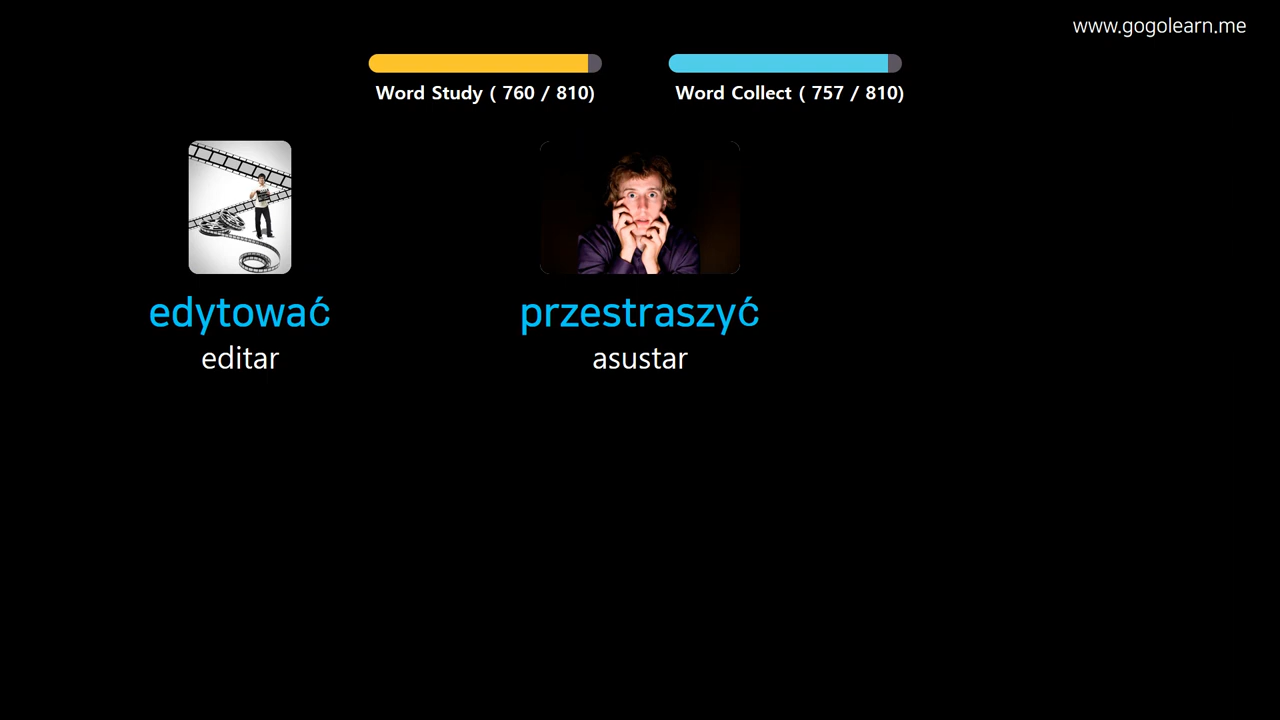 www.gogolearn.me
Word Study ( 760 / 810)
Word Collect ( 757 / 810)
edytować
przestraszyć
editar
asustar